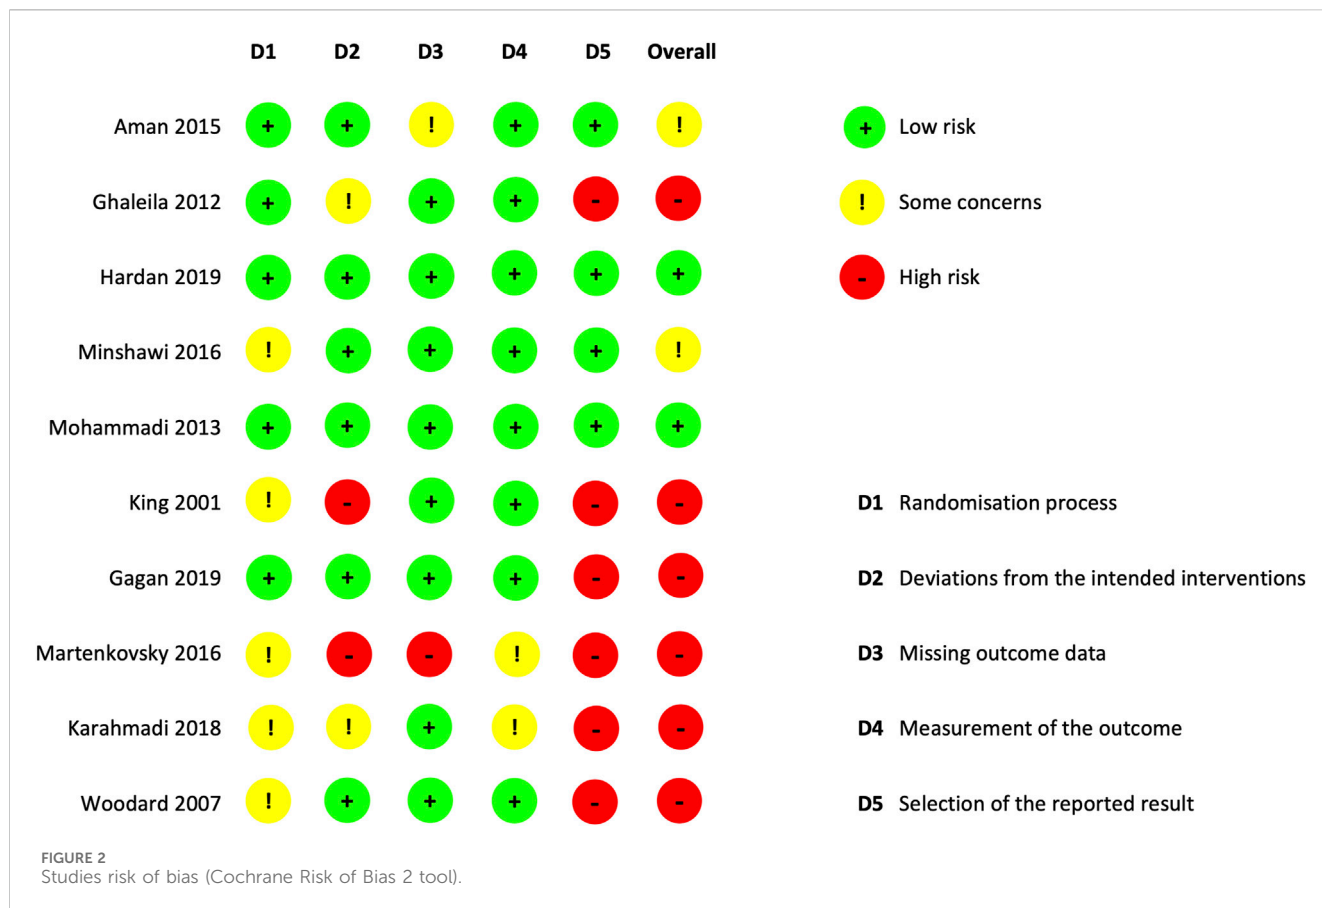 D1 D2 D3 D4 D5 Overall
Aman 2015 + + ! + + ! + Low risk
Ghaleila 2012 + ! + + - - ! Some concerns
Hardan 2019 + + + + + + - High risk
Minshawi 2016 ! + + + + !
Mohammadi 2013 + + + + + +
King 2001 ! - + + - - D1 Randomisation process
Gagan 2019 + + + + - - D2 Deviations from the intended interventions
Martenkovsky 2016 ! - - ! - - D3 Missing outcome data
Karahmadi 2018 ! ! + ! - - D4 Measurement of the outcome
Woodard 2007 ! + + + - - D5 Selection of the reported result
FIGURE 2
Studies risk of bias (Cochrane Risk of Bias 2 tool).